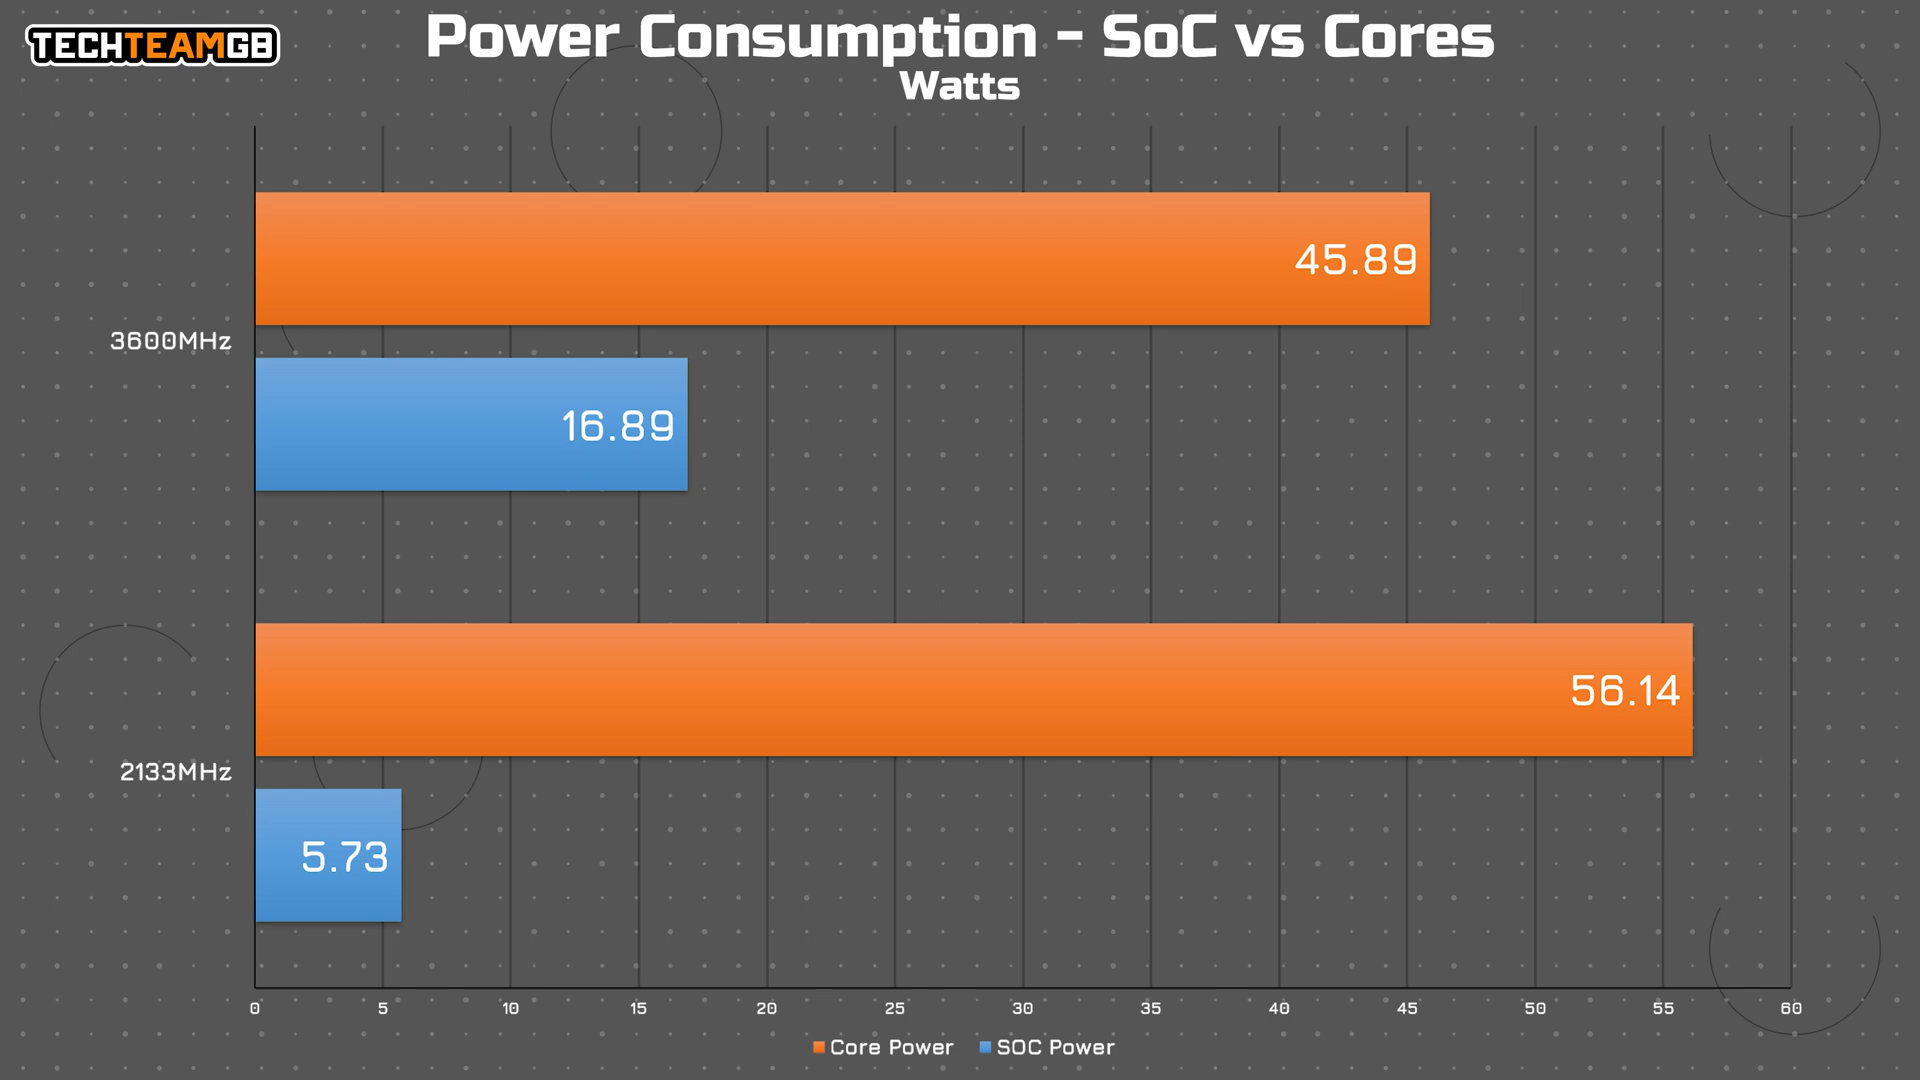 TECHTEAMGB
Power Consumption - SoC vs Cores
Watts
45.89
3600MHz
16.89
56.14
2133MHz
5.73
0 5 10 15 20 25 30 35 40 45 50 55 60
Core Power SOC Power